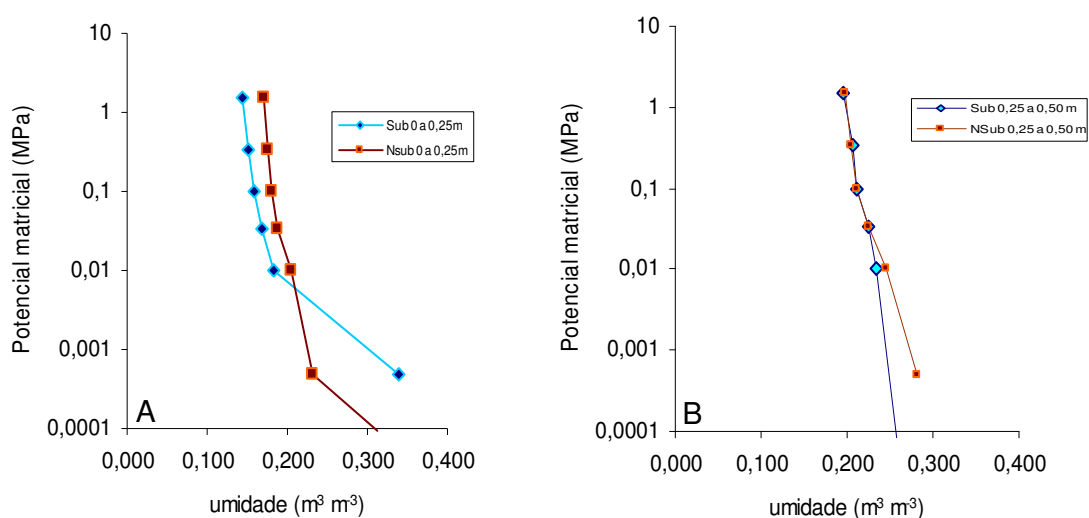 Potencial matricial (MPa)
10
1
0,1
0,01
0,001
0,0001
Sub 0 a 0,25m
Nsub 0 a 0,25m
A
0,000
0,100
0,200
0,300
0,400
umidade (m³ m⁻³)
Potencial matricial (MPa)
10
1
0,1
0,01
0,001
0,0001
Sub 0,25 a 0,50 m
NSub 0,25 a 0,50 m
B
0,000
0,100
0,200
0,300
0,400
umidade (m³ m⁻³)